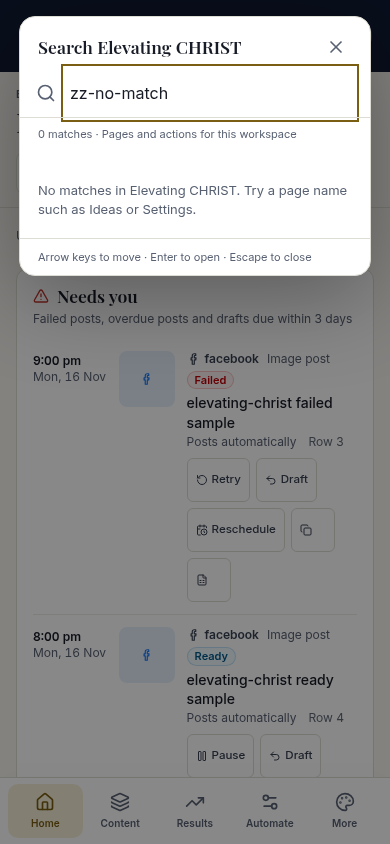 Search Elevating CHRIST
zz-no-match
0 matches · Pages and actions for this workspace
No matches in Elevating CHRIST. Try a page name
such as Ideas or Settings.
Arrow keys to move · Enter to open · Escape to close
Needs you
Failed posts, overdue posts and drafts due within 3 days
9:00 pm
Mon, 16 Nov
facebook Image post
Failed
elevating-christ failed
sample
Posts automatically Row 3
Retry
Draft
Reschedule
8:00 pm
Mon, 16 Nov
facebook Image post
Ready
elevating-christ ready
sample
Posts automatically Row 4
Pause
Draft
Home
Content
Results
Automate
More